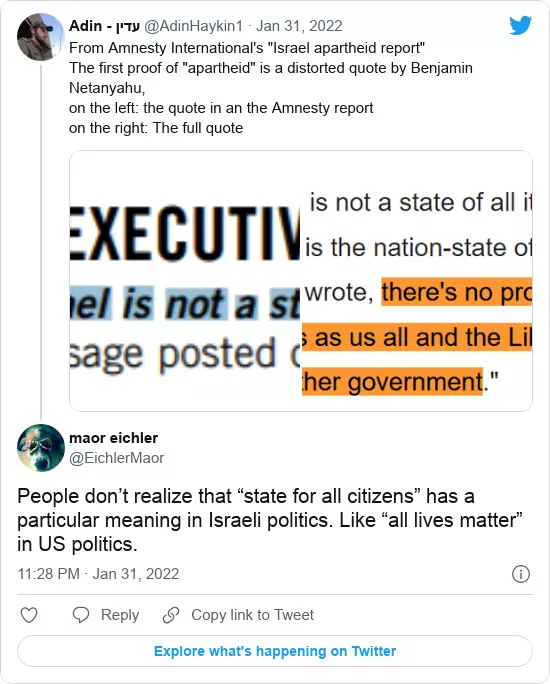 Adin - עדין @AdinHaykin1 · Jan 31, 2022
From Amnesty International's "Israel apartheid report"
The first proof of "apartheid" is a distorted quote by Benjamin
Netanyahu,
on the left: the quote in an the Amnesty report
on the right: The full quote
EXECUTIV
ael is not a st
sage posted
is not a state of all it
is the nation-state of
wrote, there's no pro
s as us all and the Li
her government."
maor eichler
@EichlerMaor
People don’t realize that “state for all citizens” has a
particular meaning in Israeli politics. Like “all lives matter”
in US politics.
11:28 PM · Jan 31, 2022
Reply
Copy link to Tweet
Explore what's happening on Twitter